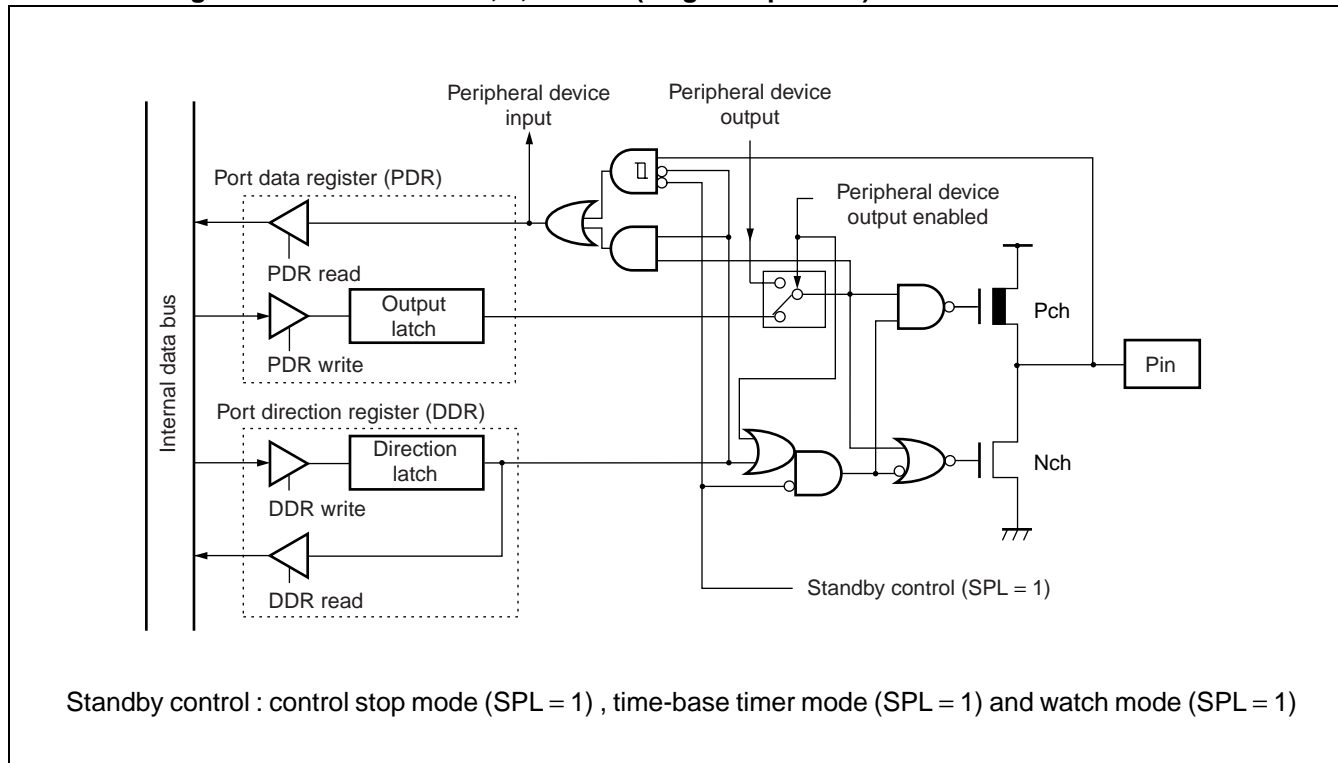 Peripheral device
input
Peripheral device
output
Port data register (PDR)
Peripheral device
output enabled
PDR read
Output
latch
PDR write
Pch
Pin
Internal data bus
Port direction register (DDR)
Direction
latch
Nch
DDR write
DDR read
Standby control (SPL = 1)
Standby control : control stop mode (SPL = 1) , time-base timer mode (SPL = 1) and watch mode (SPL = 1)